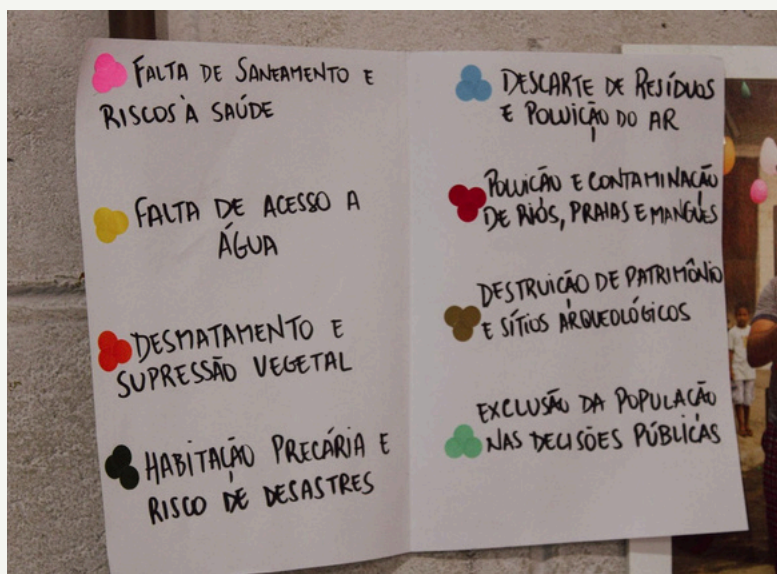 FALTA DE SANEAMENTO E
RISCOS À SAÚDE
FALTA DE ACESSO A
ÁGUA
DESMATAMENTO E
SUPRESSÃO VEGETAL
HABITAÇÃO PRECÁRIA E
RISCO DE DESASTRES
DESCARTE DE RESÍDUOS
E POLUIÇÃO DO AR
POLUIÇÃO E CONTAMINAÇÃO
DE RIOS, PRAIAS E MANGUES
DESTRUIÇÃO DE PATRIMÔNIO
E SÍTIOS ARQUEOLÓGICOS
EXCLUSÃO DA POPULAÇÃO
NAS DECISÕES PÚBLICAS